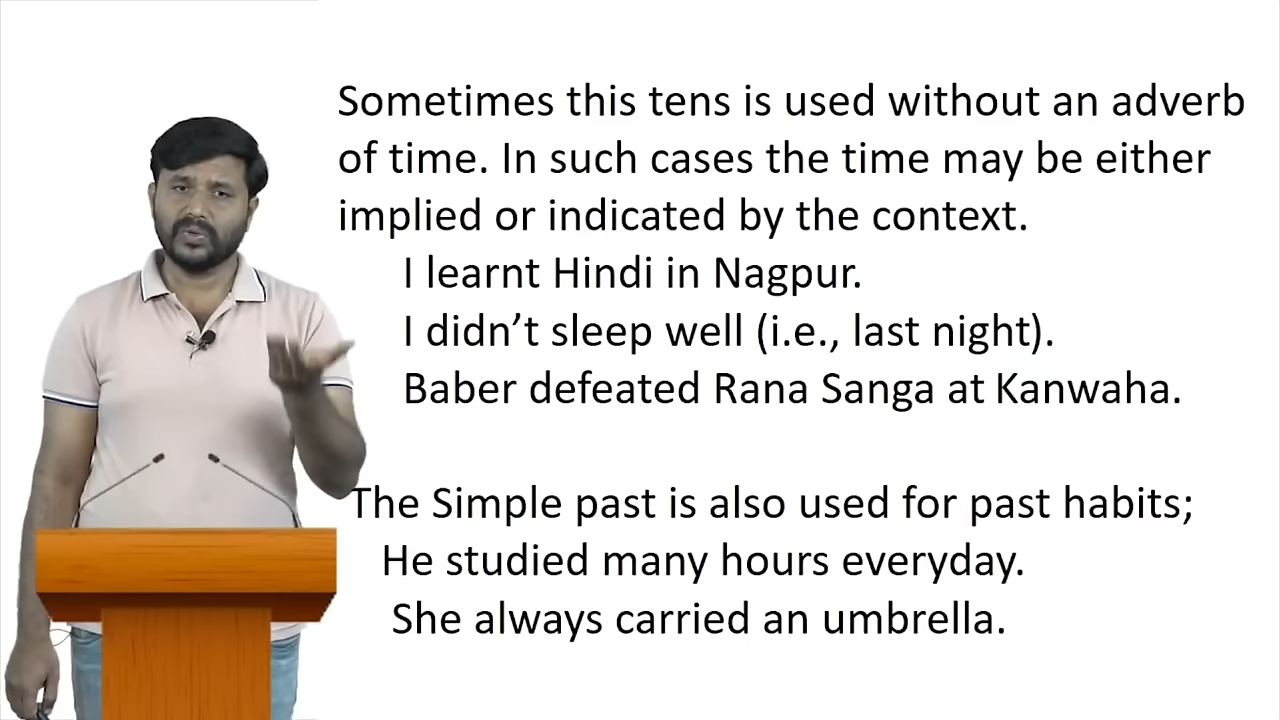 Sometimes this tens is used without an adverb
of time. In such cases the time may be either
implied or indicated by the context.
I learnt Hindi in Nagpur.
I didn’t sleep well (i.e., last night).
Baber defeated Rana Sanga at Kanwaha.
The Simple past is also used for past habits;
He studied many hours everyday.
She always carried an umbrella.